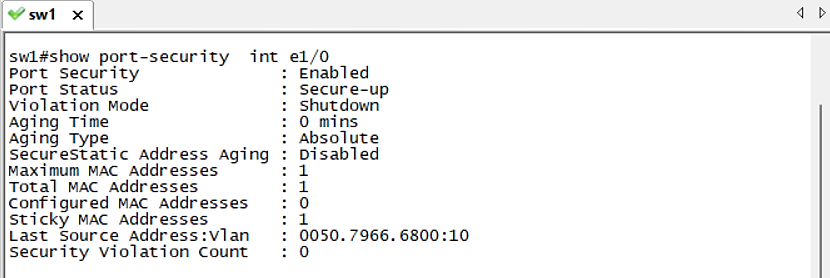 sw1
sw1#show port-security  int e1/0
Port Security              : Enabled
Port Status                : Secure-up
Violation Mode             : Shutdown
Aging Time                 : 0 mins
Aging Type                 : Absolute
SecureStatic Address Aging : Disabled
Maximum MAC Addresses      : 1
Total MAC Addresses        : 1
Configured MAC Addresses   : 0
Sticky MAC Addresses       : 1
Last Source Address:Vlan   : 0050.7966.6800:10
Security Violation Count   : 0